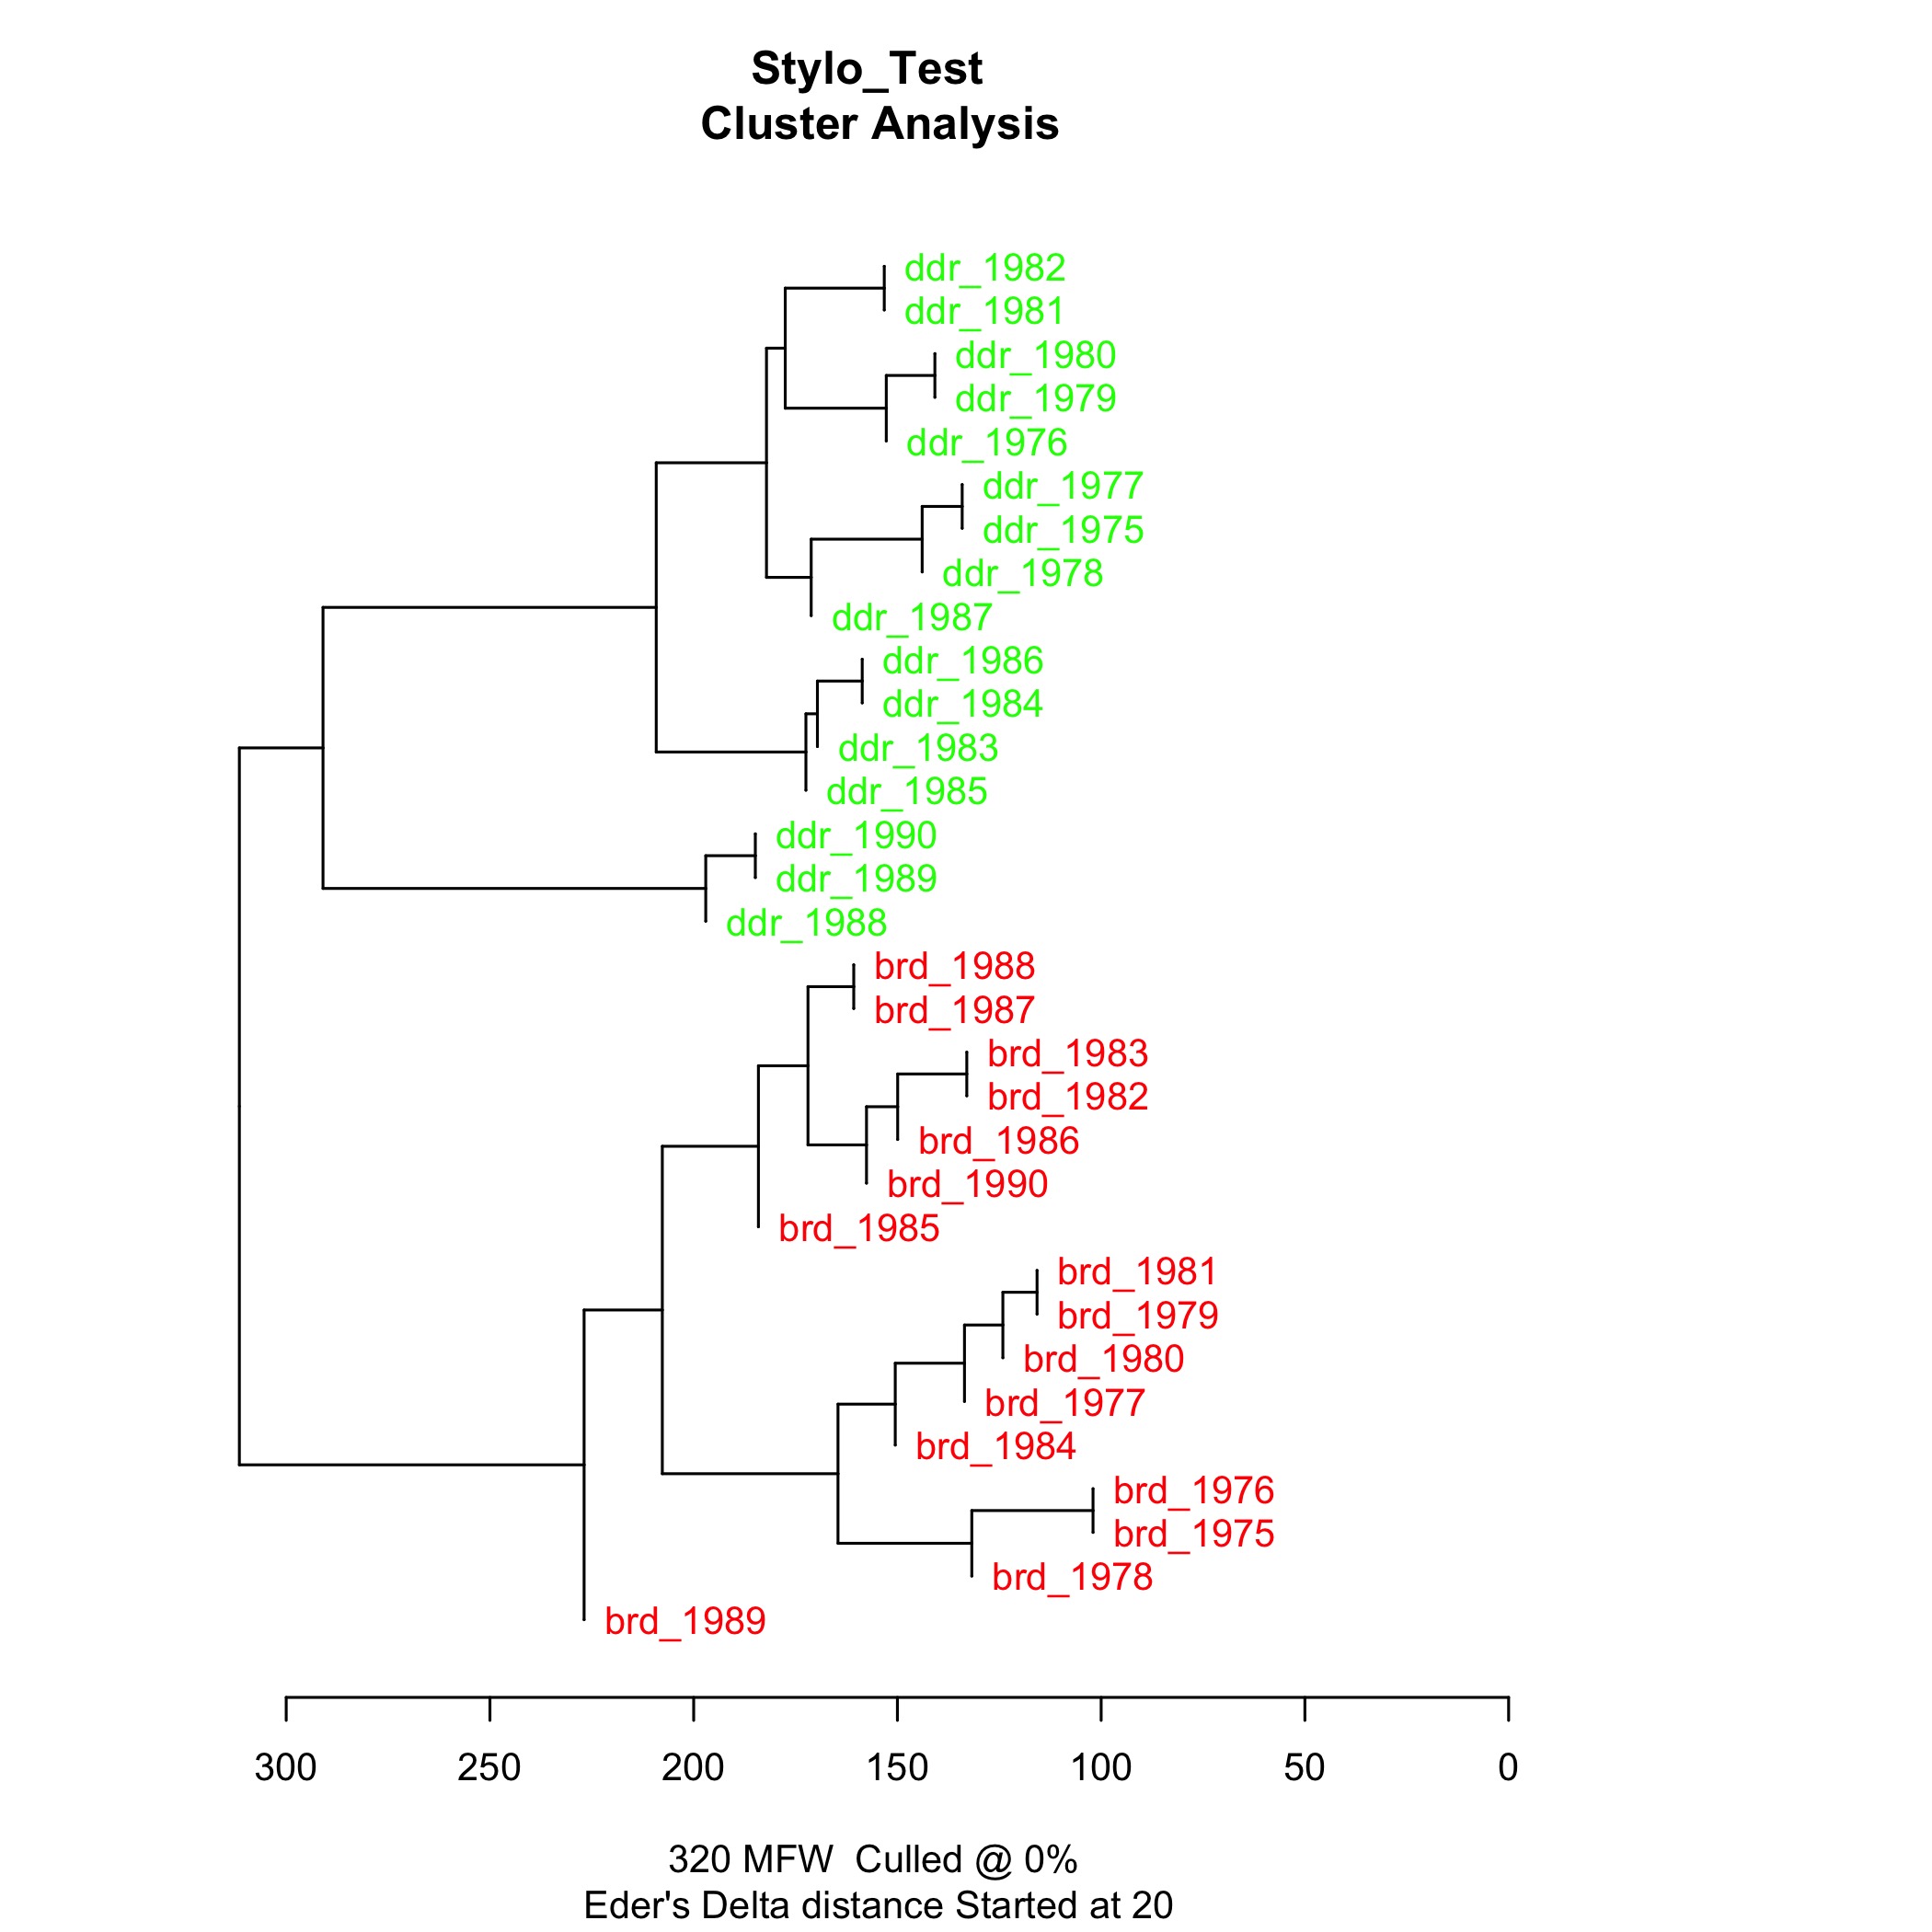 Stylo_Test
Cluster Analysis
ddr_1982
ddr_1981
ddr_1980
ddr_1979
ddr_1976
ddr_1977
ddr_1975
ddr_1978
ddr_1987
ddr_1986
ddr_1984
ddr_1983
ddr_1985
ddr_1990
ddr_1989
ddr_1988
brd_1988
brd_1987
brd_1983
brd_1982
brd_1986
brd_1990
brd_1985
brd_1981
brd_1979
brd_1980
brd_1977
brd_1984
brd_1976
brd_1975
brd_1978
brd_1989
300 250 200 150 100 50 0
320 MFW  Culled @ 0%
Eder's Delta distance Started at 20